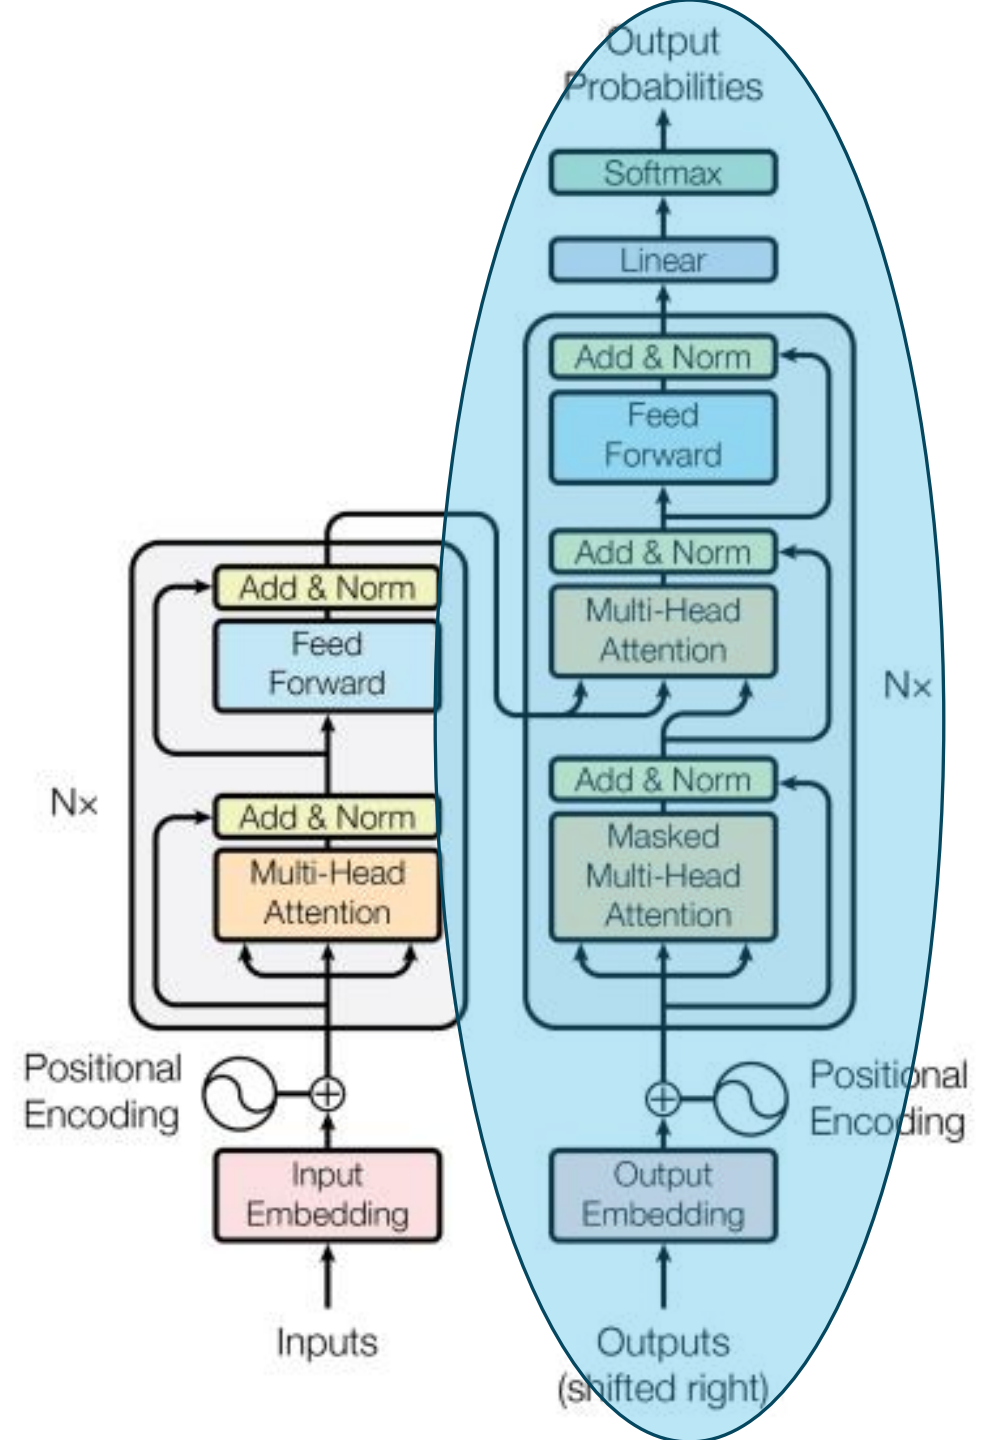 Output
Probabilities
Softmax
Linear
Add & Norm
Feed
Forward
Add & Norm
Multi-Head
Attention
Add & Norm
Masked
Multi-Head
Attention
N×
Positional
Encoding
Output
Embedding
Outputs
(shifted right)
Add & Norm
Feed
Forward
Add & Norm
Multi-Head
Attention
N×
Positional
Encoding
Input
Embedding
Inputs